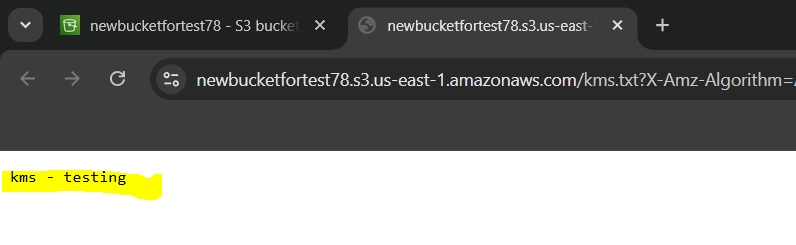 newbucketfortest78 - S3 bucket
newbucketfortest78.s3.us-east-
newbucketfortest78.s3.us-east-1.amazonaws.com/kms.txt?X-Amz-Algorithm=
kms - testing